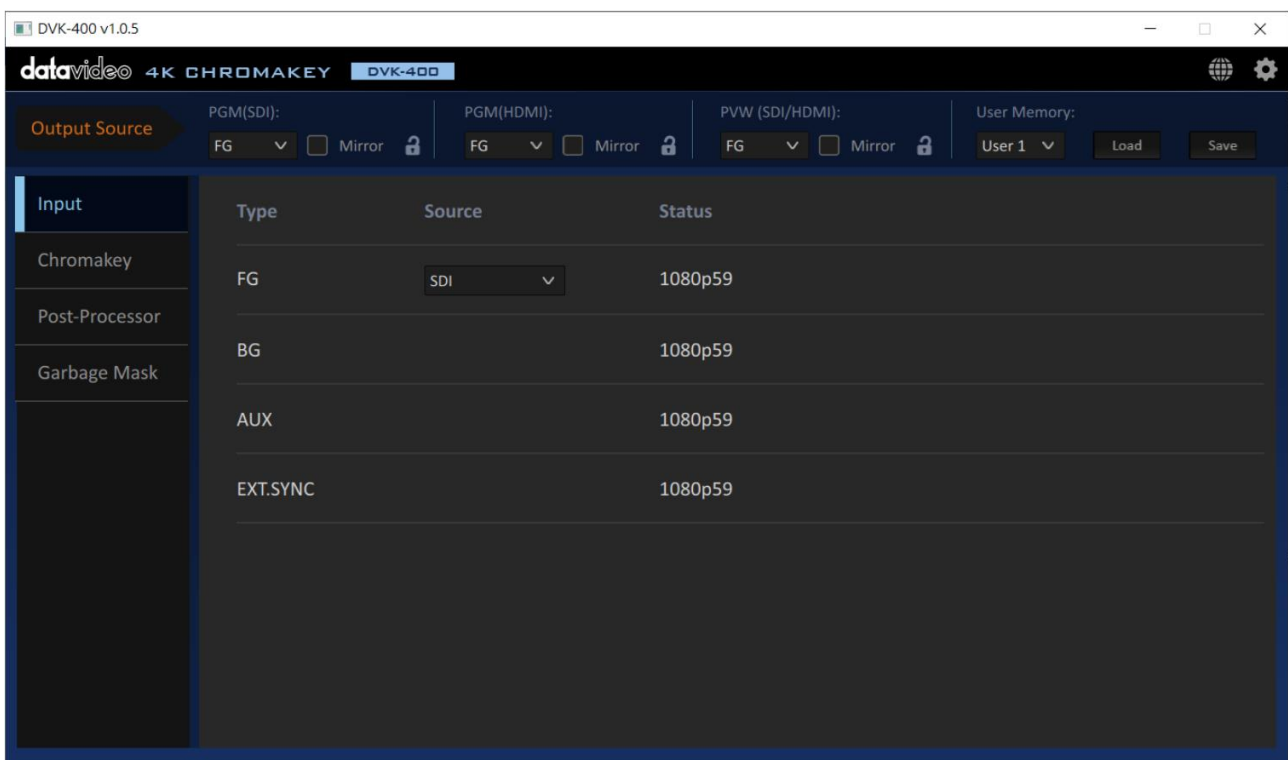 DVK-400 v1.0.5
datavideo 4K CHROMAKEY DVK-400
Output Source
PGM(SDI):
FG Mirror
PGM(HDMI):
FG Mirror
PVW (SDI/HDMI):
FG Mirror
User Memory:
User 1 Load Save
Input
Chromakey
Post-Processor
Garbage Mask
Type Source Status
FG SDI 1080p59
BG 1080p59
AUX 1080p59
EXT.SYNC 1080p59